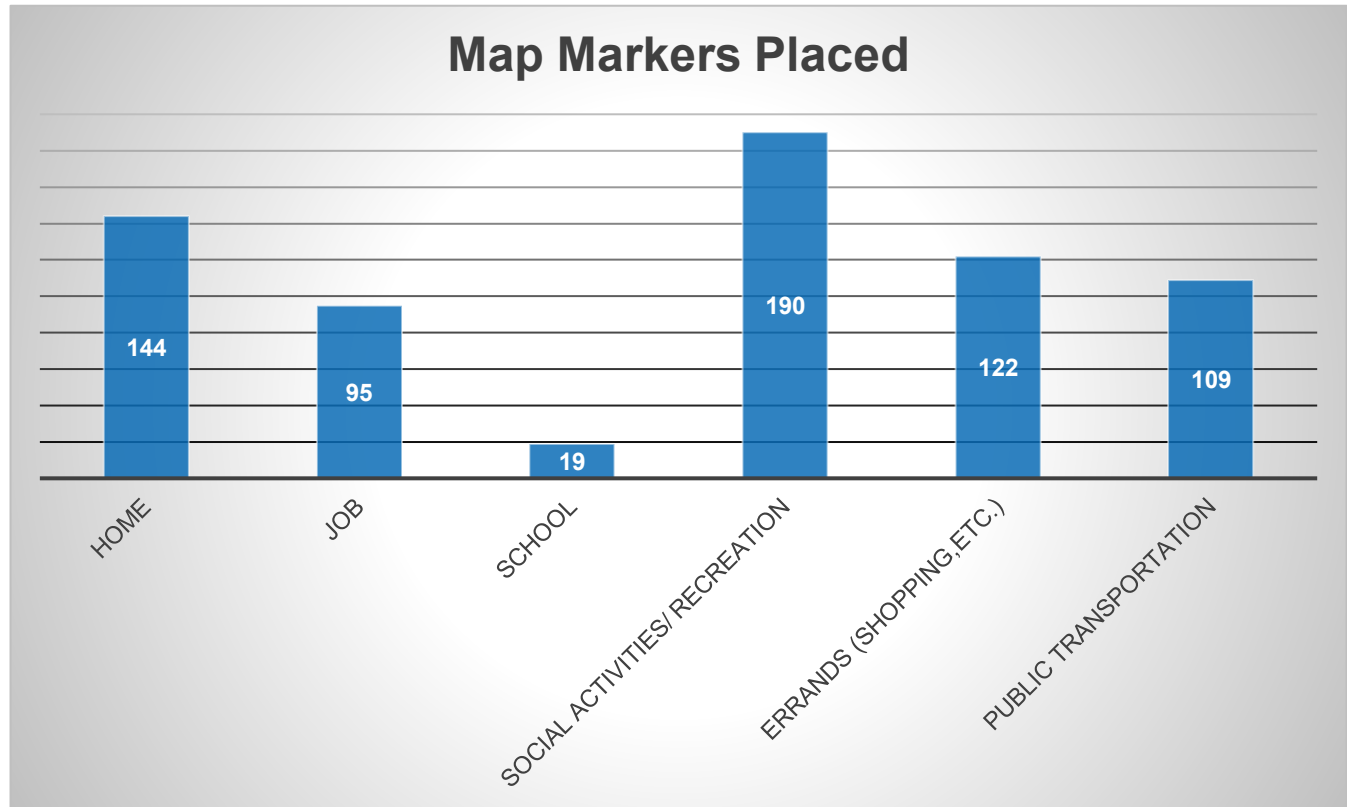 Map Markers Placed
144
95
19
190
122
109
HOME
JOB
SCHOOL
SOCIAL ACTIVITIES/ RECREATION
ERRANDS (SHOPPING,ETC.)
PUBLIC TRANSPORTATION